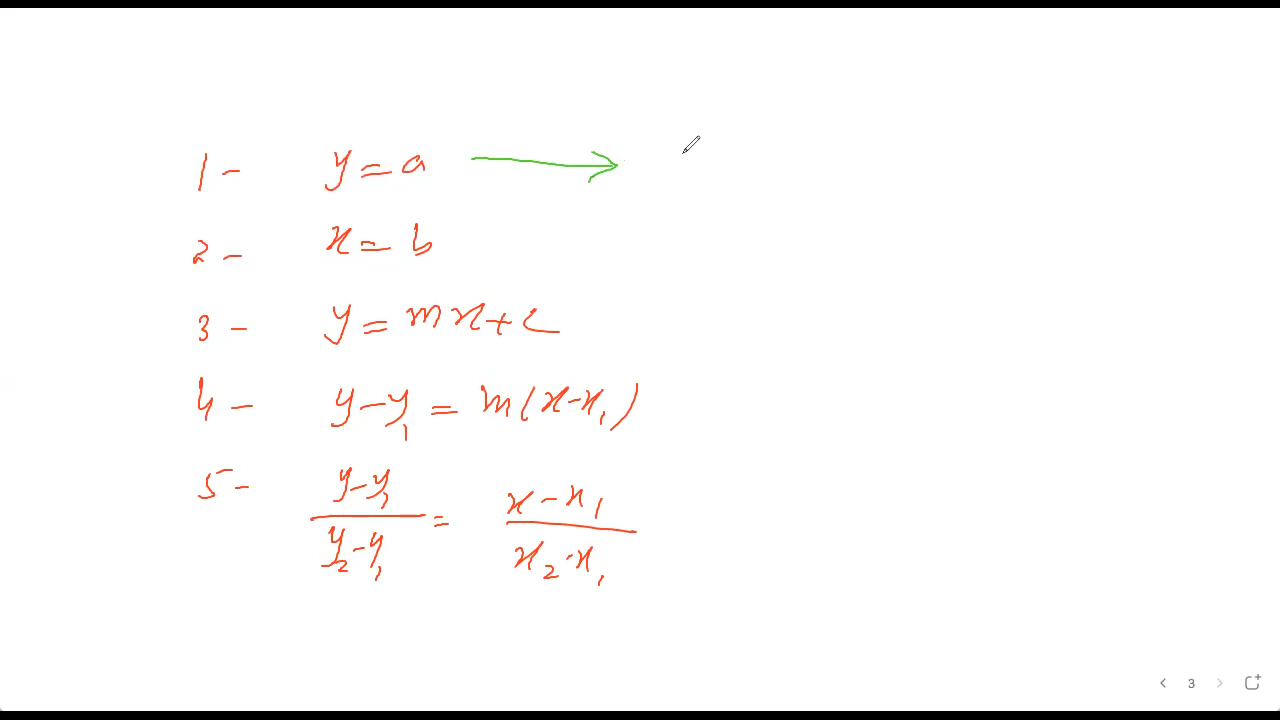 1 - y = a
2 - x = b
3 - y = mx + c
4 - y - y₁ = m(x - x₁)
5 - (y - y₁)/(y₂ - y₁) = (x - x₁)/(x₂ - x₁)
3